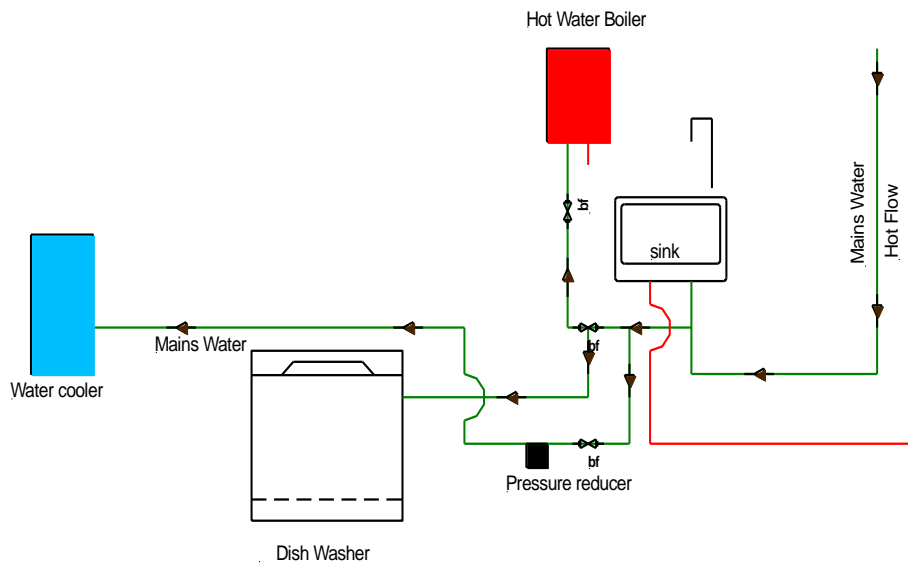 Hot Water Boiler
Mains Water
Hot Flow
bf
sink
Mains Water
bf
Water cooler
bf
Pressure reducer
Dish Washer